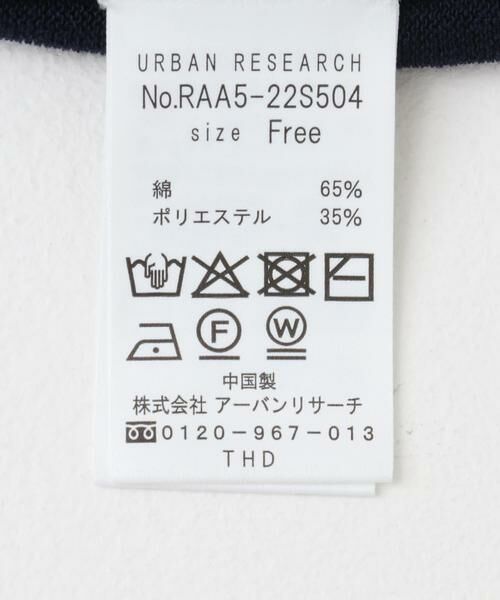 URBAN RESEARCH
No.RAA5-22S504
size Free
綿 65%
ポリエステル 35%
F W
中国製
株式会社 アーバンリサーチ
0120-967-013
THD